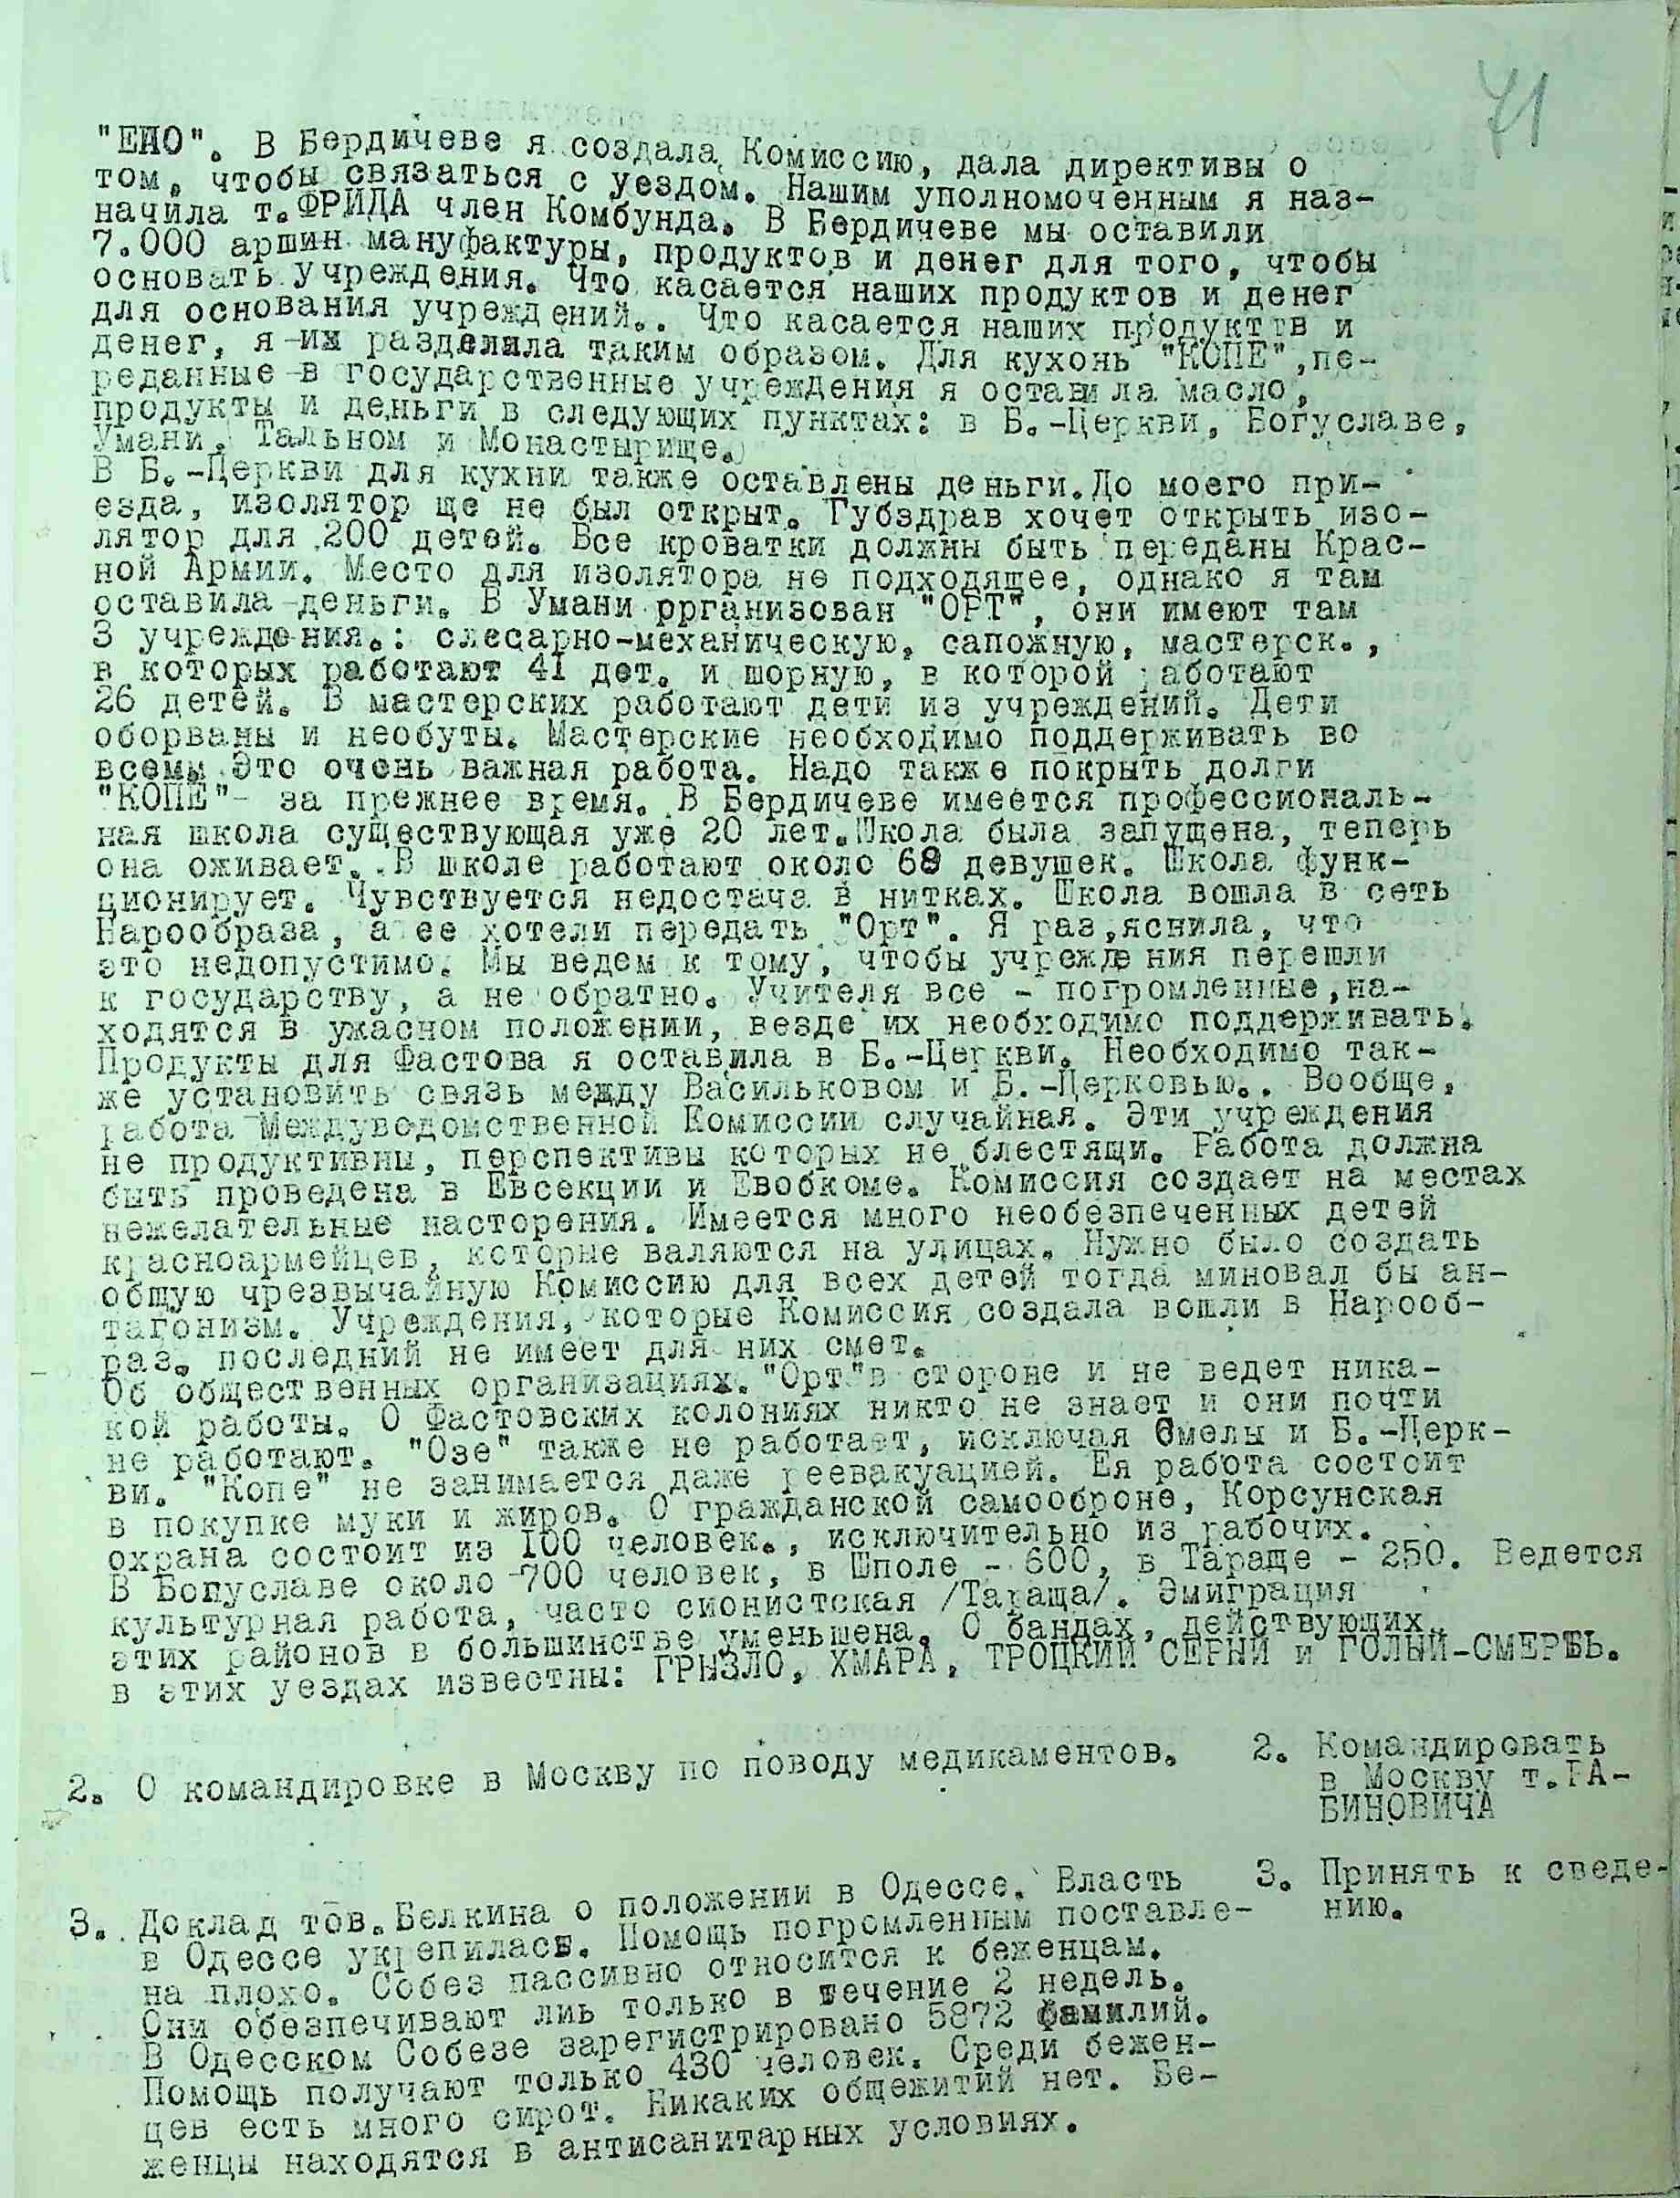 71
"ЕНО". В Бердичеве я создала Комиссию, дала директивы о
том, чтобы связаться с уездом. Нашим уполномоченным я наз-
начила т.ФРИДА член Комбунда. В Бердичеве мы оставили
7.000 аршин мануфактуры, продуктов и денег для того, чтобы
основать учреждения. Что касается наших продуктов и денег
для основания учреждений.. Что касается наших продуктв и
денег, я их разделила таким образом. Для кухонь "КОПЕ",пе-
реданные в государственные учреждения я оставила масло,
продукты и деньги в следующих пунктах: в Б.-Церкви, Богуславе,
Умани, Тальном и Монастырище.
В Б.-Церкви для кухни также оставлены деньги.До моего при-
езда, изолятор ще не был открыт. Губздрав хочет открыть изо-
лятор для 200 детей. Все кроватки должны быть переданы Крас-
ной Армии. Место для изолятора не подходящее, однако я там
оставила деньги. В Умани ррганизован "ОРТ", они имеют там
3 учреждения.: слесарно-механическую, сапожную, мастерск.,
в которых работают 41 дет. и шорную, в которой работают
26 детей. В мастерских работают дети из учреждений. Дети
оборваны и необуты. Мастерские необходимо поддерживать во
всемы Это очень важная работа. Надо также покрыть долги
"КОПЕ"- за прежнее время. В Бердичеве имеется профессиональ-
ная школа существующая уже 20 лет.Школа была запущена, теперь
она оживает. В школе работают около 68 девушек. Школа функ-
ционирует. Чувствуется недостача в нитках. Школа вошла в сеть
Нарообраза, а ее хотели передать "Орт". Я раз,яснила, что
это недопустимо. Мы ведем к тому, чтобы учреждения перешли
к государству, а не обратно. Учителя все - погромленные,на-
ходятся в ужасном положении, везде их необходимо поддерживать.
Продукты для Фастова я оставила в Б.-Церкви. Необходимо так-
же установить связь между Васильковом и Б.-Церковью.. Вообще,
работа Междуведомственной Комиссии случайная. Эти учреждения
не продуктивны, перспективы которых не блестящи. Работа должна
быть проведена в Евсекции и Евобкоме. Комиссия создает на местах
нежелательные насторения. Имеется много необезпеченных детей
красноармейцев, которые валяются на улицах. Нужно было создать
общую чрезвычайную Комиссию для всех детей тогда миновал бы ан-
тагонизм. Учреждения, которые Комиссия создала вошли в Нарооб-
раз. последний не имеет для них смет.
Об общественных организациях. "Орт"в стороне и не ведет ника-
кой работы. О Фастовских колониях никто не знает и они почти
не работают. "Озе" также не работает, исключая Смелы и Б.-Церк-
ви. "Копе" не занимается даже реевакуацией. Ея работа состоит
в покупке муки и жиров. О гражданской самообороне, Корсунская
охрана состоит из 100 человек., исключительно из рабочих.
В Богуславе около 700 человек, в Шполе - 600, в Тараще - 250. Ведется
культурная работа, часто сионистская /Тараща/. Эмиграция
этих районов в большинстве уменьшена. О бандах, действующих
в этих уездах известны: ГРЫЗЛО, ХМАРА, ТРОЦКИЙ СЕРЫЙ и ГОЛЫЙ-СМЕРТЬ.
2. О командировке в Москву по поводу медикаментов.
2. Командировать
в Москву т.РА-
БИНОВИЧА
3. Доклад тов.Белкина о положении в Одессе. Власть
в Одессе укрепилась. Помощь погромленным поставле-
на плохо. Собез пассивно относится к беженцам.
Они обезпечивают лиь только в течение 2 недель.
В Одесском Собезе зарегистрировано 5872 фамилий.
Помощь получают только 430 человек. Среди бежен-
цев есть много сирот. Никаких общежитий нет. Бе-
женцы находятся в антисанитарных условиях.
3. Принять к сведе-
нию.